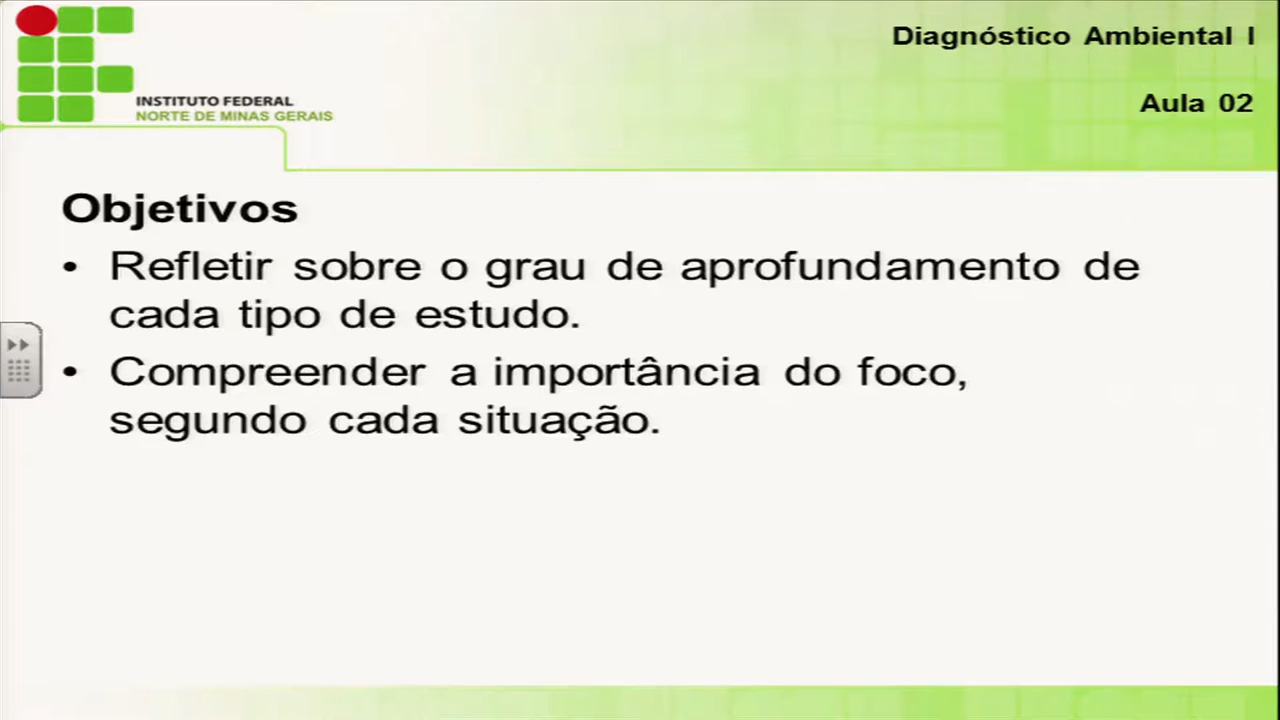 Diagnóstico Ambiental I
Aula 02
INSTITUTO FEDERAL
NORTE DE MINAS GERAIS
Objetivos
• Refletir sobre o grau de aprofundamento de
cada tipo de estudo.
• Compreender a importância do foco,
segundo cada situação.